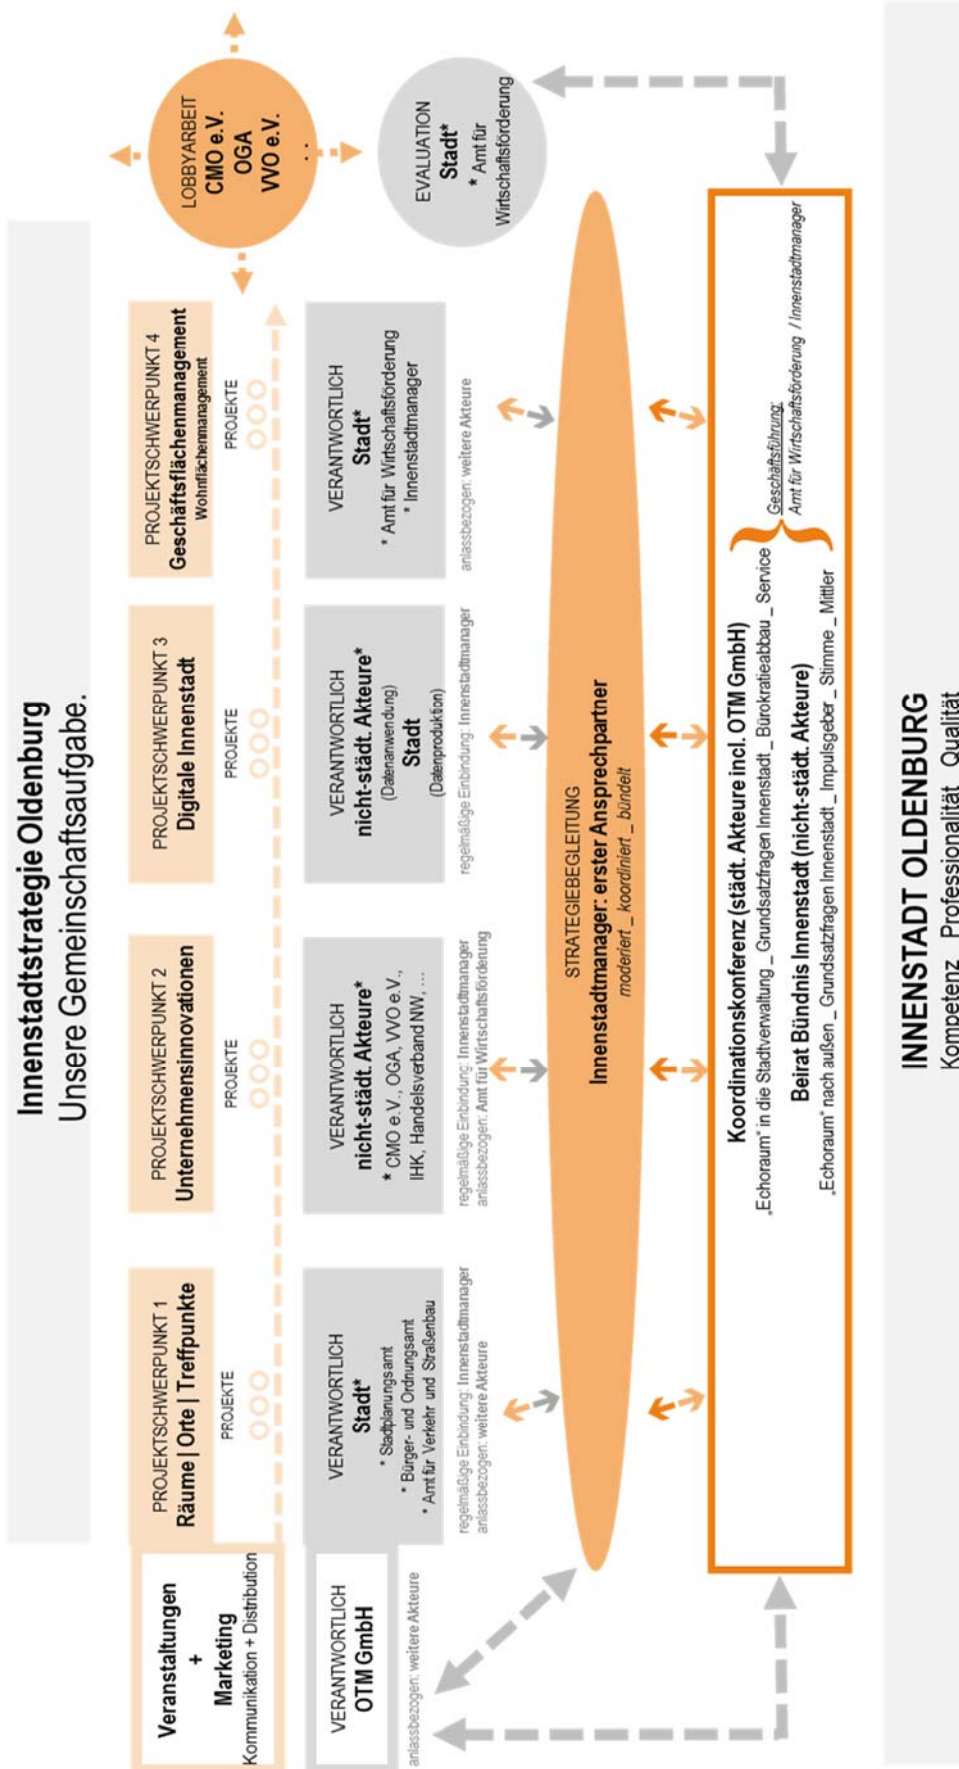 Innenstadtstrategie Oldenburg
Unsere Gemeinschaftsaufgabe.
Veranstaltungen
+
Marketing
Kommunikation + Distribution
PROJEKTSCHWERPUNKT 1
Räume | Orte | Treffpunkte
PROJEKTE
PROJEKTSCHWERPUNKT 2
Unternehmensinnovationen
PROJEKTE
PROJEKTSCHWERPUNKT 3
Digitale Innenstadt
PROJEKTE
PROJEKTSCHWERPUNKT 4
Geschäftsflächenmanagement
Wohnflächenmanagement
PROJEKTE
LOBBYARBEIT
CMO e.V.
OGA
VVO e.V.
. .
VERANTWORTLICH
OTM GmbH
anlassbezogen: weitere Akteure
VERANTWORTLICH
Stadt*
* Stadtplanungsamt
* Bürger- und Ordnungsamt
* Amt für Verkehr und Straßenbau
regelmäßige Einbindung: Innenstadtmanager
anlassbezogen: weitere Akteure
VERANTWORTLICH
nicht-städt. Akteure*
* CMO e.V., OGA, VVO e.V.,
IHK, Handelsverband NW, …
regelmäßige Einbindung: Innenstadtmanager
anlassbezogen: Amt für Wirtschaftsförderung
VERANTWORTLICH
nicht-städt. Akteure*
(Datenanwendung)
Stadt
(Datenproduktion)
regelmäßige Einbindung: Innenstadtmanager
VERANTWORTLICH
Stadt*
* Amt für Wirtschaftsförderung
* Innenstadtmanager
anlassbezogen: weitere Akteure
EVALUATION
Stadt*
* Amt für
Wirtschaftsförderung
STRATEGIEBEGLEITUNG
Innenstadtmanager: erster Ansprechpartner
moderiert _ koordiniert _ bündelt
Koordinationskonferenz (städt. Akteure incl. OTM GmbH)
„Echoraum“ in die Stadtverwaltung _ Grundsatzfragen Innenstadt _ Bürokratieabbau _ Service
Beirat Bündnis Innenstadt (nicht-städt. Akteure)
„Echoraum“ nach außen _ Grundsatzfragen Innenstadt _ Impulsgeber _ Stimme _ Mittler
Geschäftsführung:
Amt für Wirtschaftsförderung / Innenstadtmanager
INNENSTADT OLDENBURG
Kompetenz _ Professionalität _ Qualität